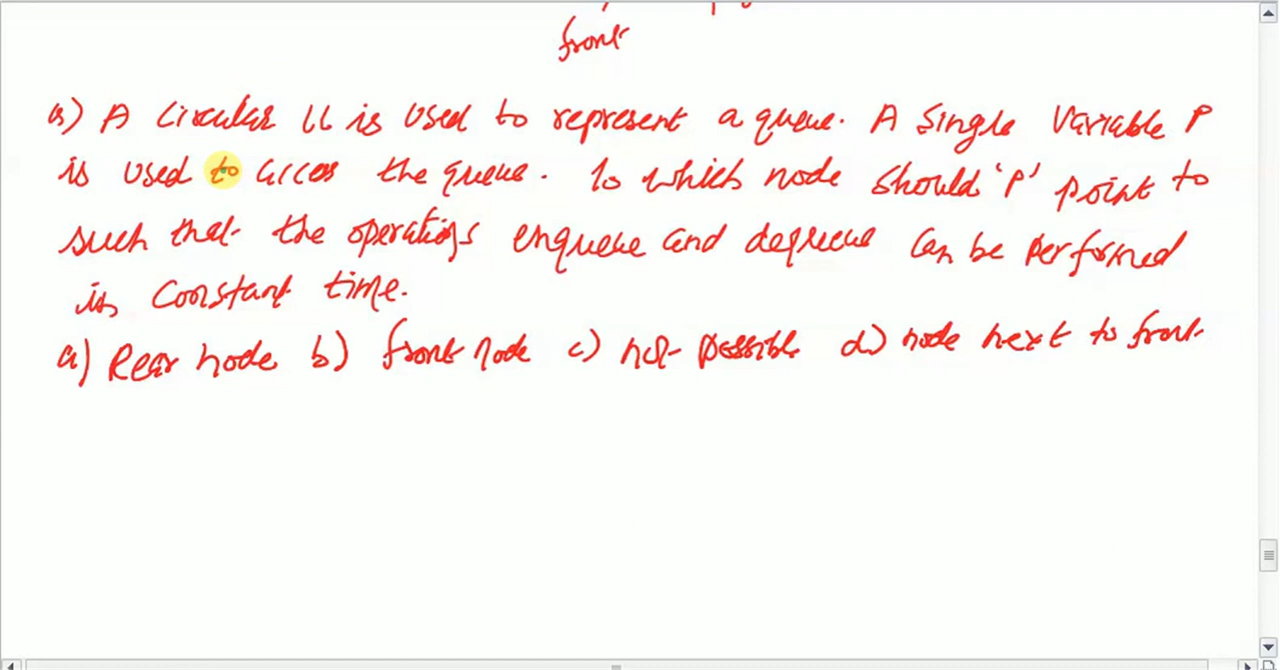 front
Q) A Circular LL is used to represent a queue. A Single Variable P
is used to access the queue. To which node should 'P' point to
such that the operations enqueue and dequeue can be performed
in Constant time.
a) Rear node b) front node c) not possible d) node next to front